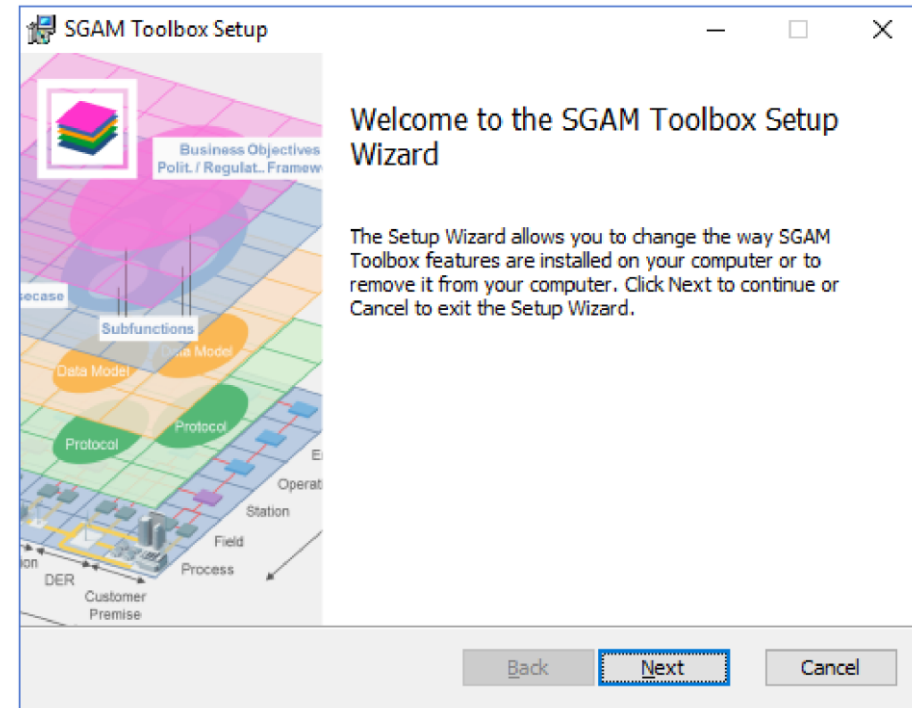 SGAM Toolbox Setup
Business Objectives
Polit. / Regulat.. Framew
ecase
Subfunctions
Data Model
Data Model
Protocol
Protocol
E
Operati
Station
Field
Process
ion
DER
Customer
Premise
Welcome to the SGAM Toolbox Setup
Wizard
The Setup Wizard allows you to change the way SGAM
Toolbox features are installed on your computer or to
remove it from your computer. Click Next to continue or
Cancel to exit the Setup Wizard.
Back
Next
Cancel